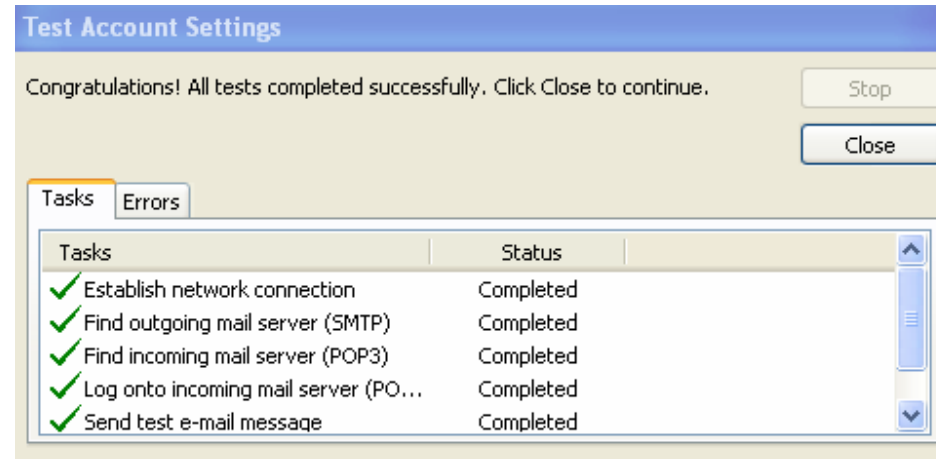 Test Account Settings
Congratulations! All tests completed successfully. Click Close to continue.
Stop
Close
Tasks Errors
Tasks Status
Establish network connection Completed
Find outgoing mail server (SMTP) Completed
Find incoming mail server (POP3) Completed
Log onto incoming mail server (PO... Completed
Send test e-mail message Completed